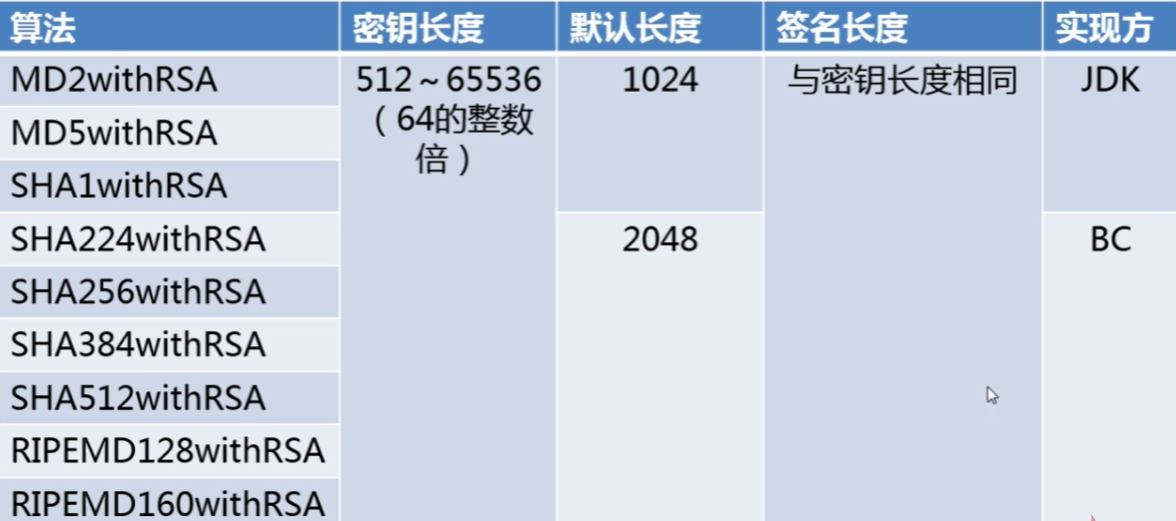 算法 密钥长度 默认长度 签名长度 实现方
MD2withRSA 512～65536 1024 与密钥长度相同 JDK
（64的整数
MD5withRSA
倍）
SHA1withRSA
SHA224withRSA 2048 BC
SHA256withRSA
SHA384withRSA
SHA512withRSA
RIPEMD128withRSA
RIPEMD160withRSA